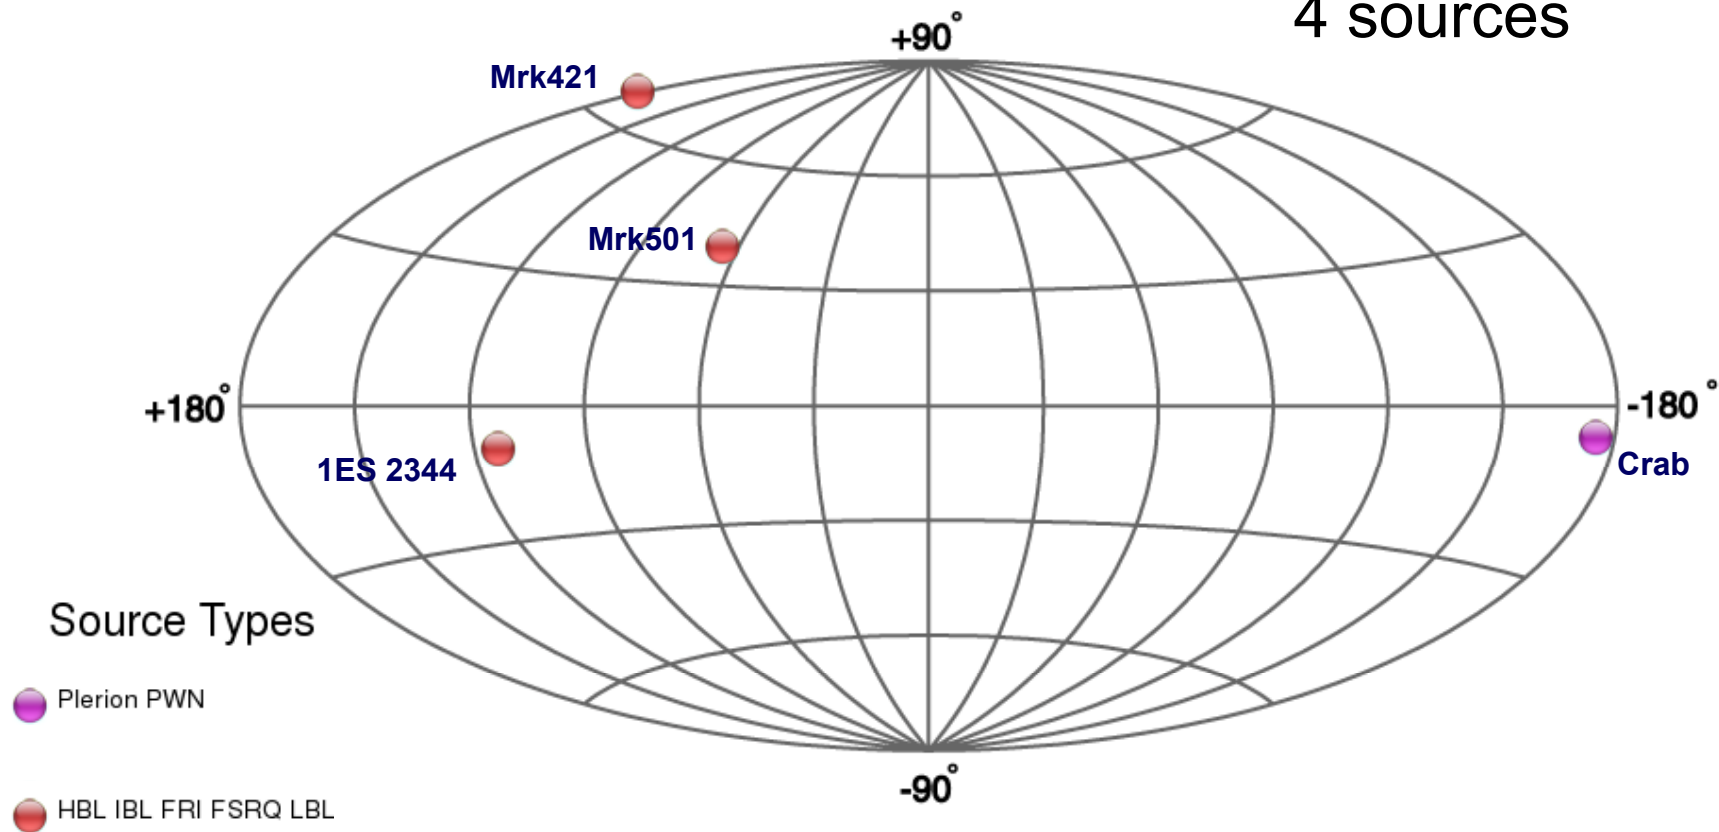 4 sources
+90°
Mrk421
Mrk501
+180°
-180°
1ES 2344
Crab
Source Types
Plerion PWN
-90°
HBL IBL FRI FSRQ LBL